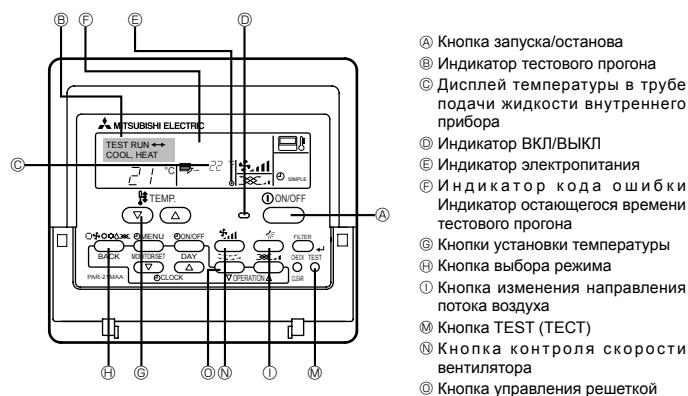 Ⓑ Ⓕ Ⓔ Ⓓ
MITSUBISHI ELECTRIC
TEST RUN
COOL, HEAT
Ⓒ
21 °C
22 °C
SIMPLE
TEMP.
ON/OFF
Ⓐ
MENU
ON/OFF
FILTER
BACK
MONITOR/SET
DAY
CHECK TEST
PAR-21MAA
CLOCK
OPERATION
CLEAR
Ⓗ Ⓖ Ⓞ Ⓝ Ⓘ Ⓜ
Ⓐ Кнопка запуска/останова
Ⓑ Индикатор тестового прогона
Ⓒ Дисплей температуры в трубе
подачи жидкости внутреннего
прибора
Ⓓ Индикатор ВКЛ/ВЫКЛ
Ⓔ Индикатор электропитания
Ⓕ Индикатор кода ошибки
Индикатор остающегося времени
тестового прогона
Ⓖ Кнопки установки температуры
Ⓗ Кнопка выбора режима
Ⓘ Кнопка изменения направления
потока воздуха
Ⓜ Кнопка TEST (ТЕСТ)
Ⓝ Кнопка контроля скорости
вентилятора
Ⓞ Кнопка управления решеткой